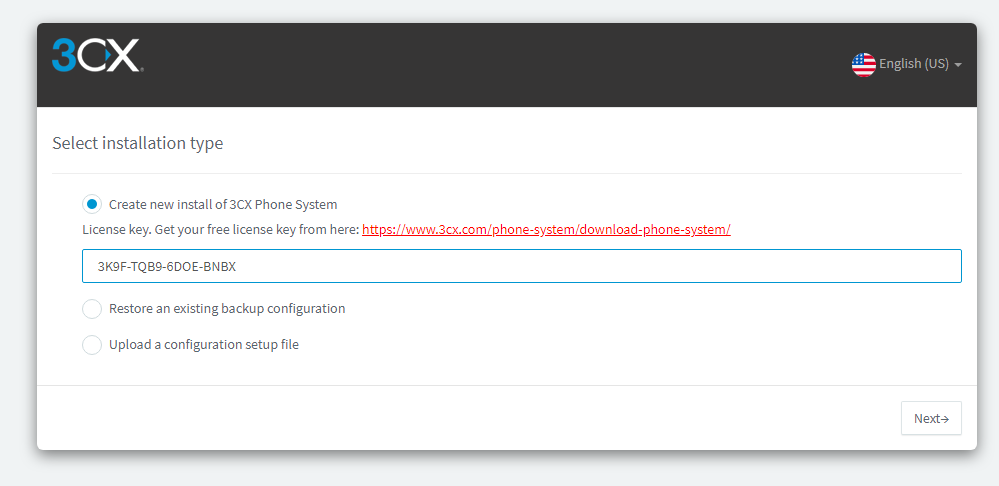 3CX
English (US)
Select installation type
Create new install of 3CX Phone System
License key. Get your free license key from here: https://www.3cx.com/phone-system/download-phone-system/
3K9F-TQB9-6DOE-BNBX
Restore an existing backup configuration
Upload a configuration setup file
Next→